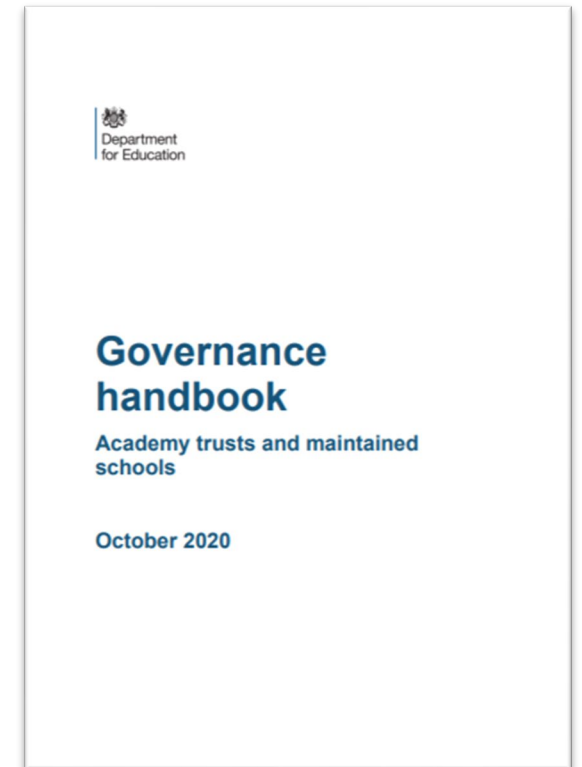 Department
for Education
Governance
handbook
Academy trusts and maintained
schools
October 2020